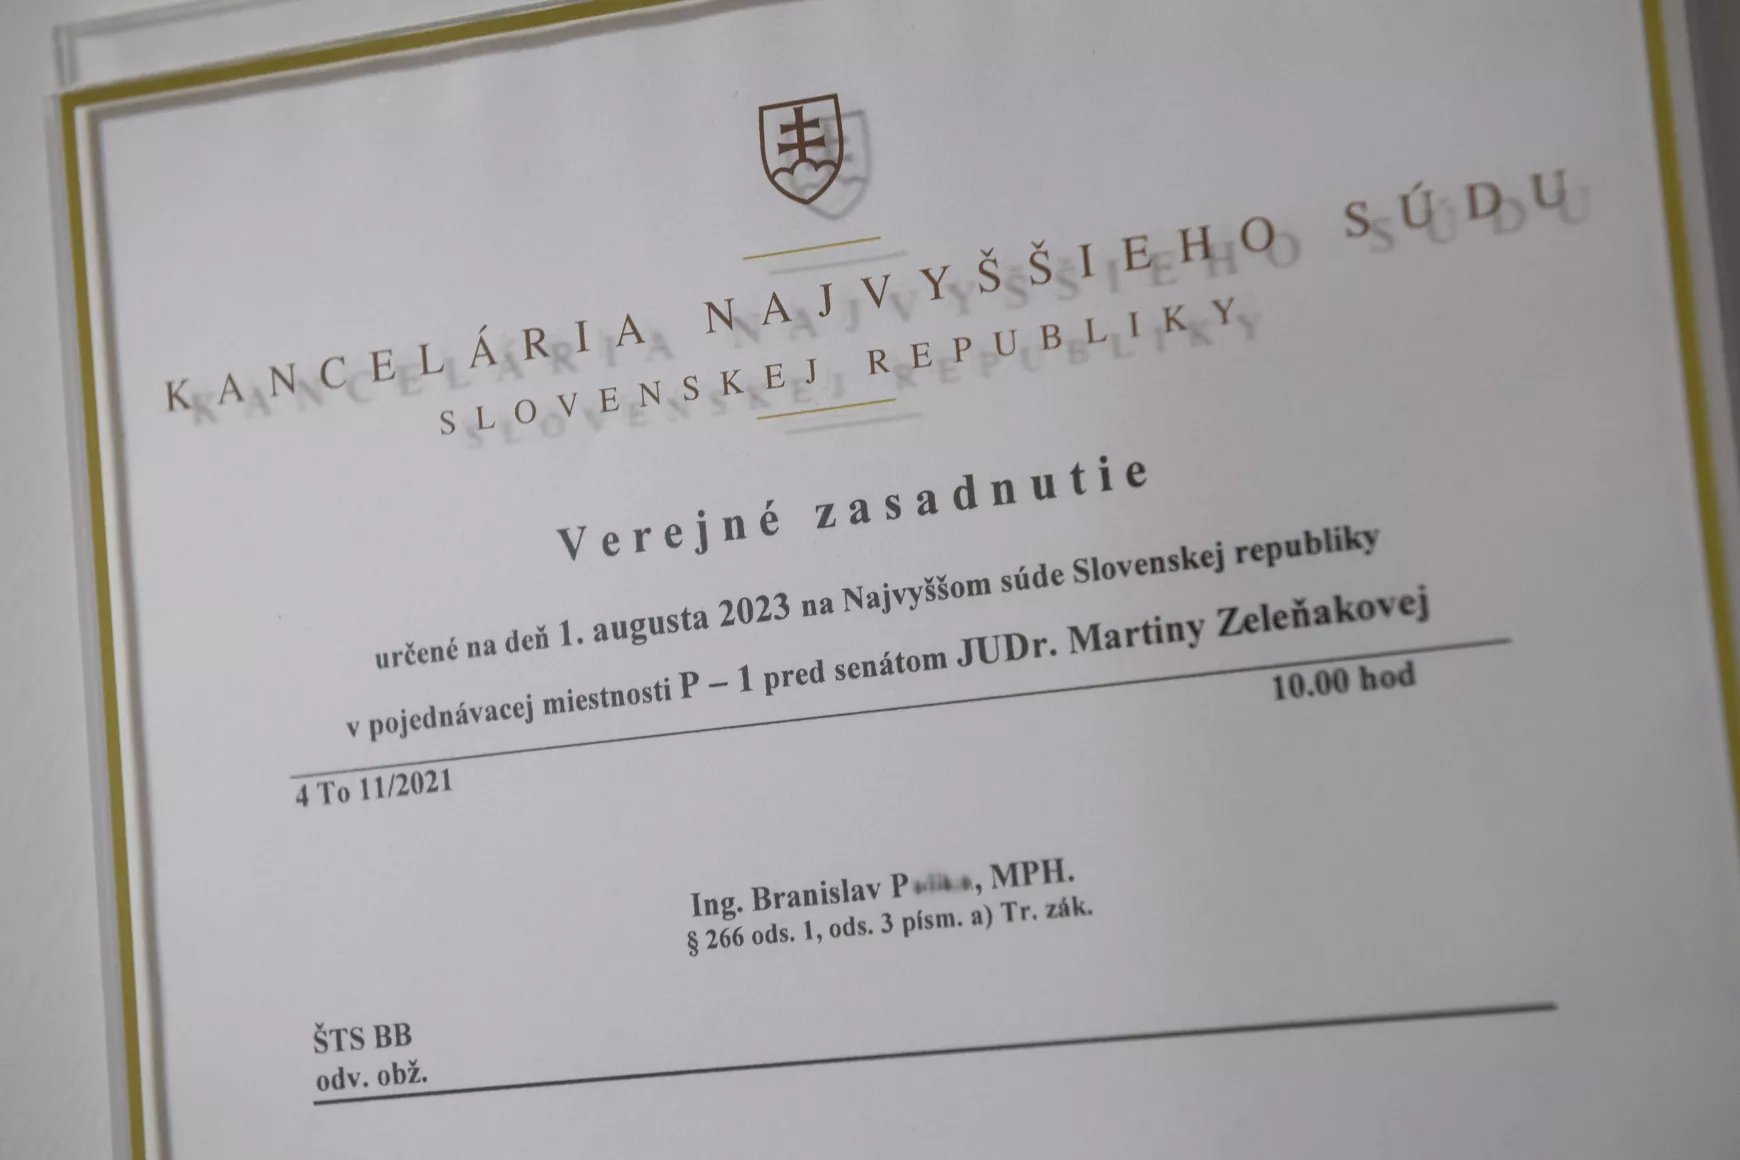 KANCELÁRIA NAJVYŠŠIEHO SÚDU
SLOVENSKEJ REPUBLIKY
Verejné zasadnutie
určené na deň 1. augusta 2023 na Najvyššom súde Slovenskej republiky
v pojednávacej miestnosti P – 1 pred senátom JUDr. Martiny Zeleňakovej
10.00 hod
4 To 11/2021
Ing. Branislav P , MPH.
§ 266 ods. 1, ods. 3 písm. a) Tr. zák.
ŠTS BB
odv. obž.